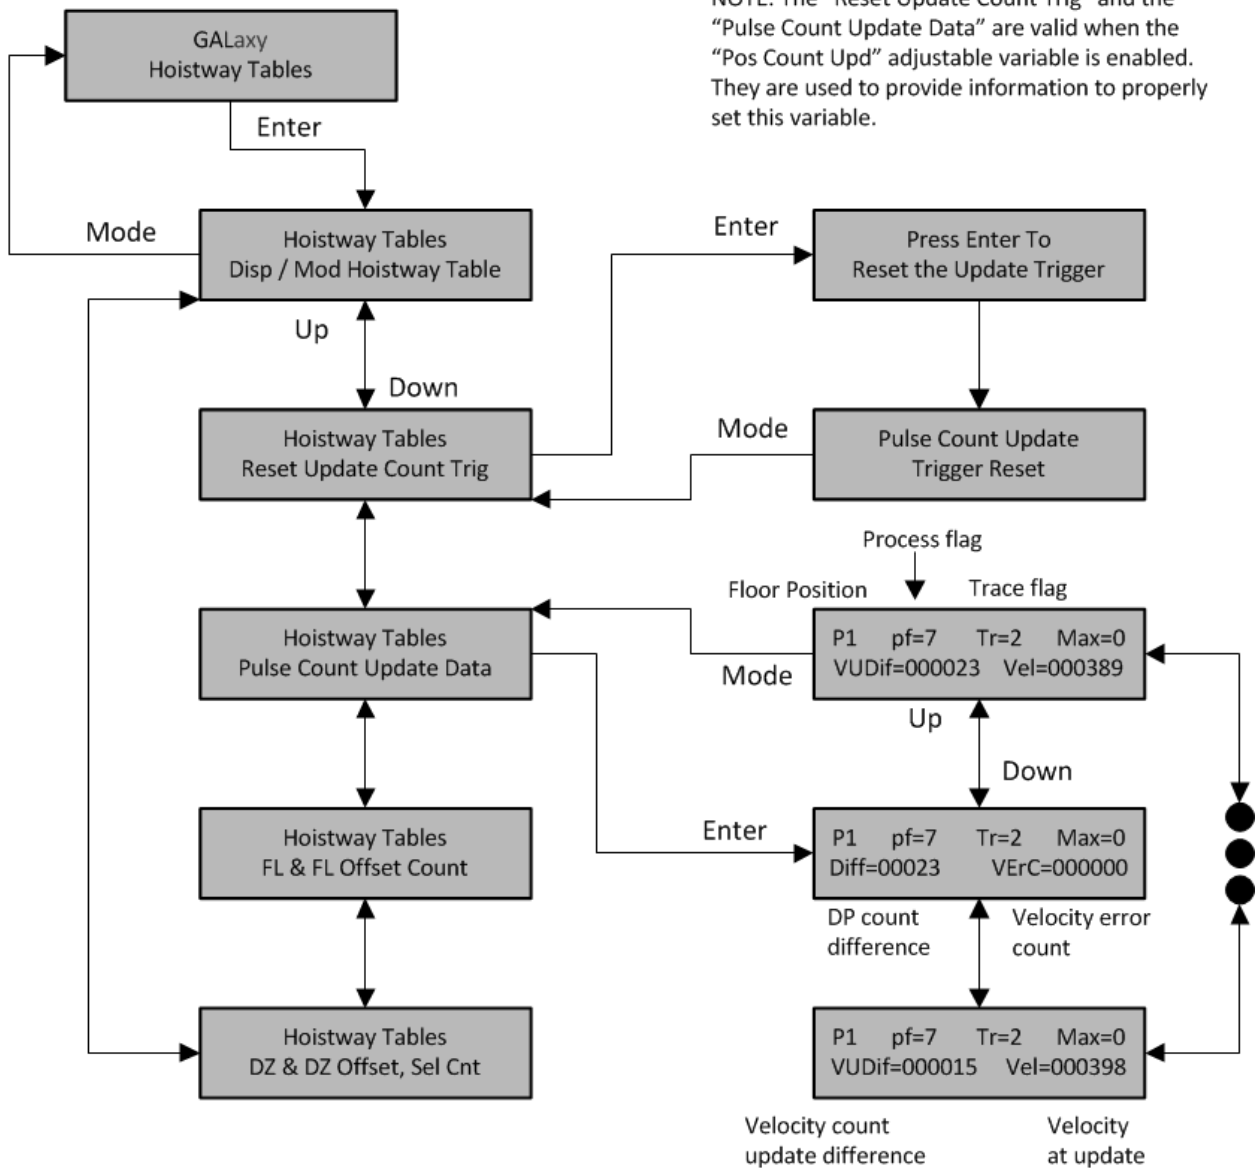 NOTE: The "Reset Update Count Trig" and the
“Pulse Count Update Data” are valid when the
“Pos Count Upd” adjustable variable is enabled.
They are used to provide information to properly
set this variable.
GALaxy
Hoistway Tables
Enter
Mode
Hoistway Tables
Disp / Mod Hoistway Table
Enter
Press Enter To
Reset the Update Trigger
Up
Down
Hoistway Tables
Reset Update Count Trig
Mode
Pulse Count Update
Trigger Reset
Process flag
Floor Position
Trace flag
Hoistway Tables
Pulse Count Update Data
P1 pf=7 Tr=2 Max=0
VUDif=000023 Vel=000389
Mode
Up
Down
Hoistway Tables
FL & FL Offset Count
Enter
P1 pf=7 Tr=2 Max=0
Diff=00023 VErC=000000
DP count
difference
Velocity error
count
Hoistway Tables
DZ & DZ Offset, Sel Cnt
P1 pf=7 Tr=2 Max=0
VUDif=000015 Vel=000398
Velocity count
update difference
Velocity
at update